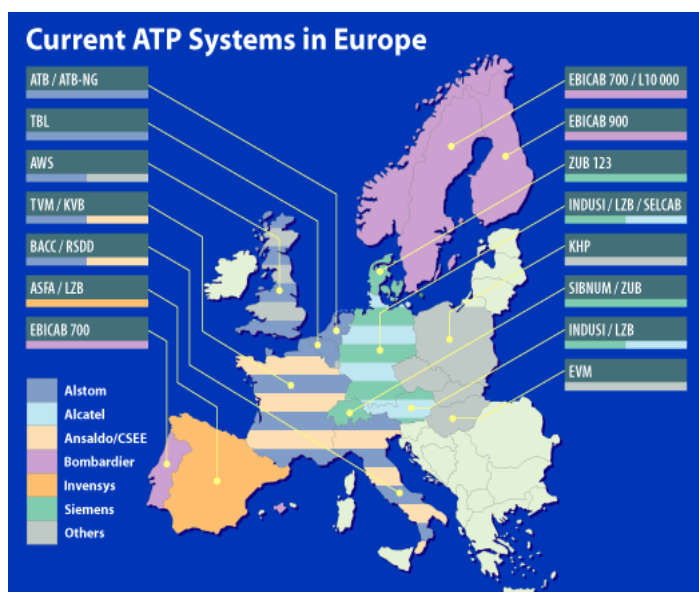 Current ATP Systems in Europe
ATB / ATB-NG
TBL
AWS
TVM / KVB
BACC / RSDD
ASFA / LZB
EBICAB 700
Alstom
Alcatel
Ansaldo/CSEE
Bombardier
Invensys
Siemens
Others
EBICAB 700 / L10 000
EBICAB 900
ZUB 123
INDUSI / LZB / SELCAB
KHP
SIBNUM / ZUB
INDUSI / LZB
EVM